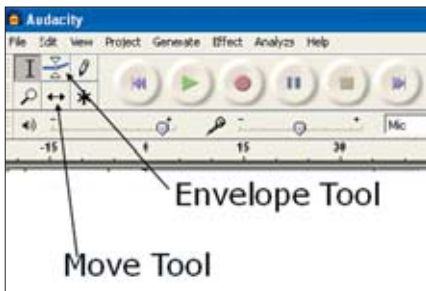 Audacity
File Edit View Project Generate Effect Analyze Help
Mic
-15 0 15 30
Envelope Tool
Move Tool